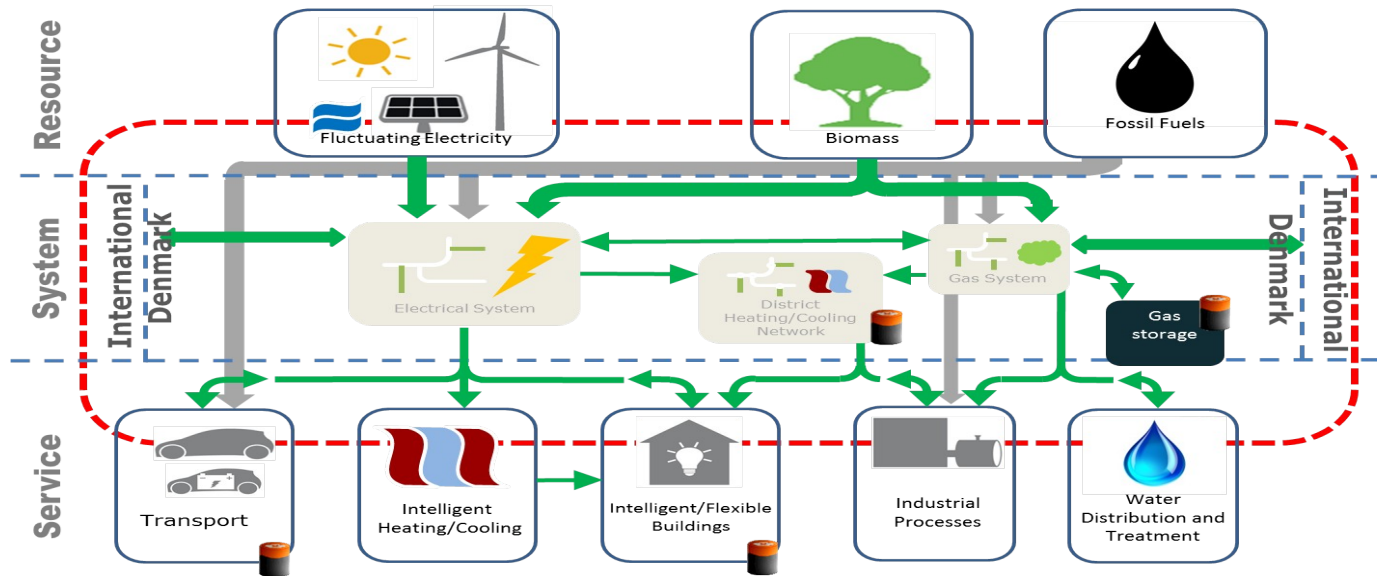 Resource
Fluctuating Electricity
Biomass
Fossil Fuels
System
International
Denmark
Electrical System
District
Heating/Cooling
Network
Gas System
Gas
storage
Denmark
International
Service
Transport
Intelligent
Heating/Cooling
Intelligent/Flexible
Buildings
Industrial
Processes
Water
Distribution and
Treatment